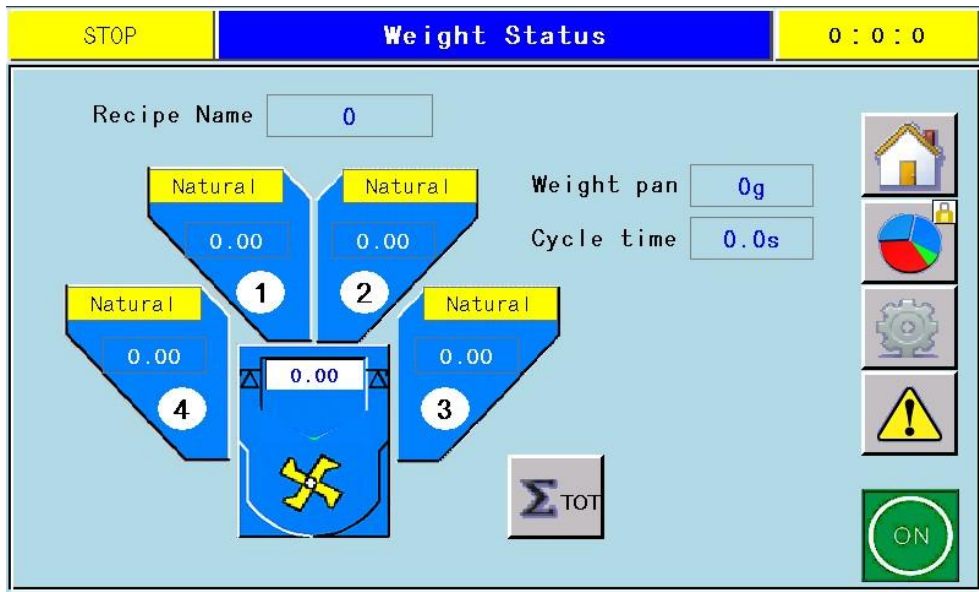 STOP
Weight Status
0:0:0
Recipe Name 0
Natural
Natural
Weight pan 0g
0.00
0.00
Cycle time 0.0s
1
2
Natural
Natural
0.00
0.00
0.00
4
3
Σ TOT
ON